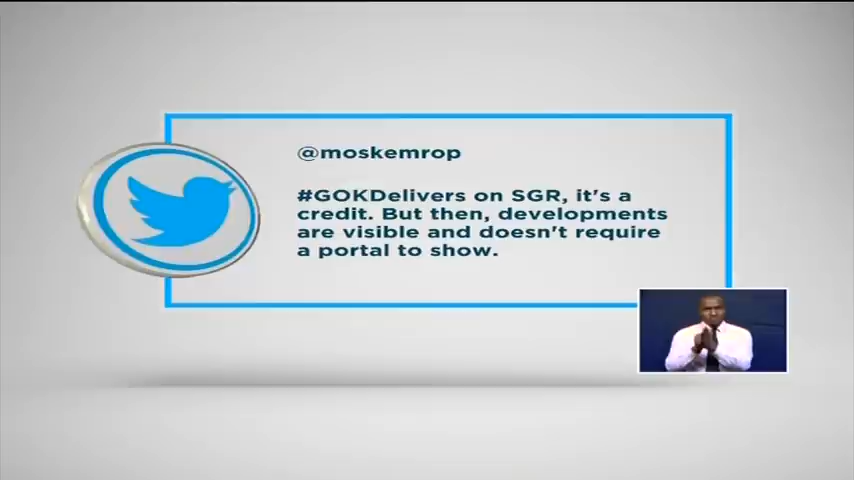 @moskemrop
#GOKDelivers on SGR, it's a
credit. But then, developments
are visible and doesn't require
a portal to show.